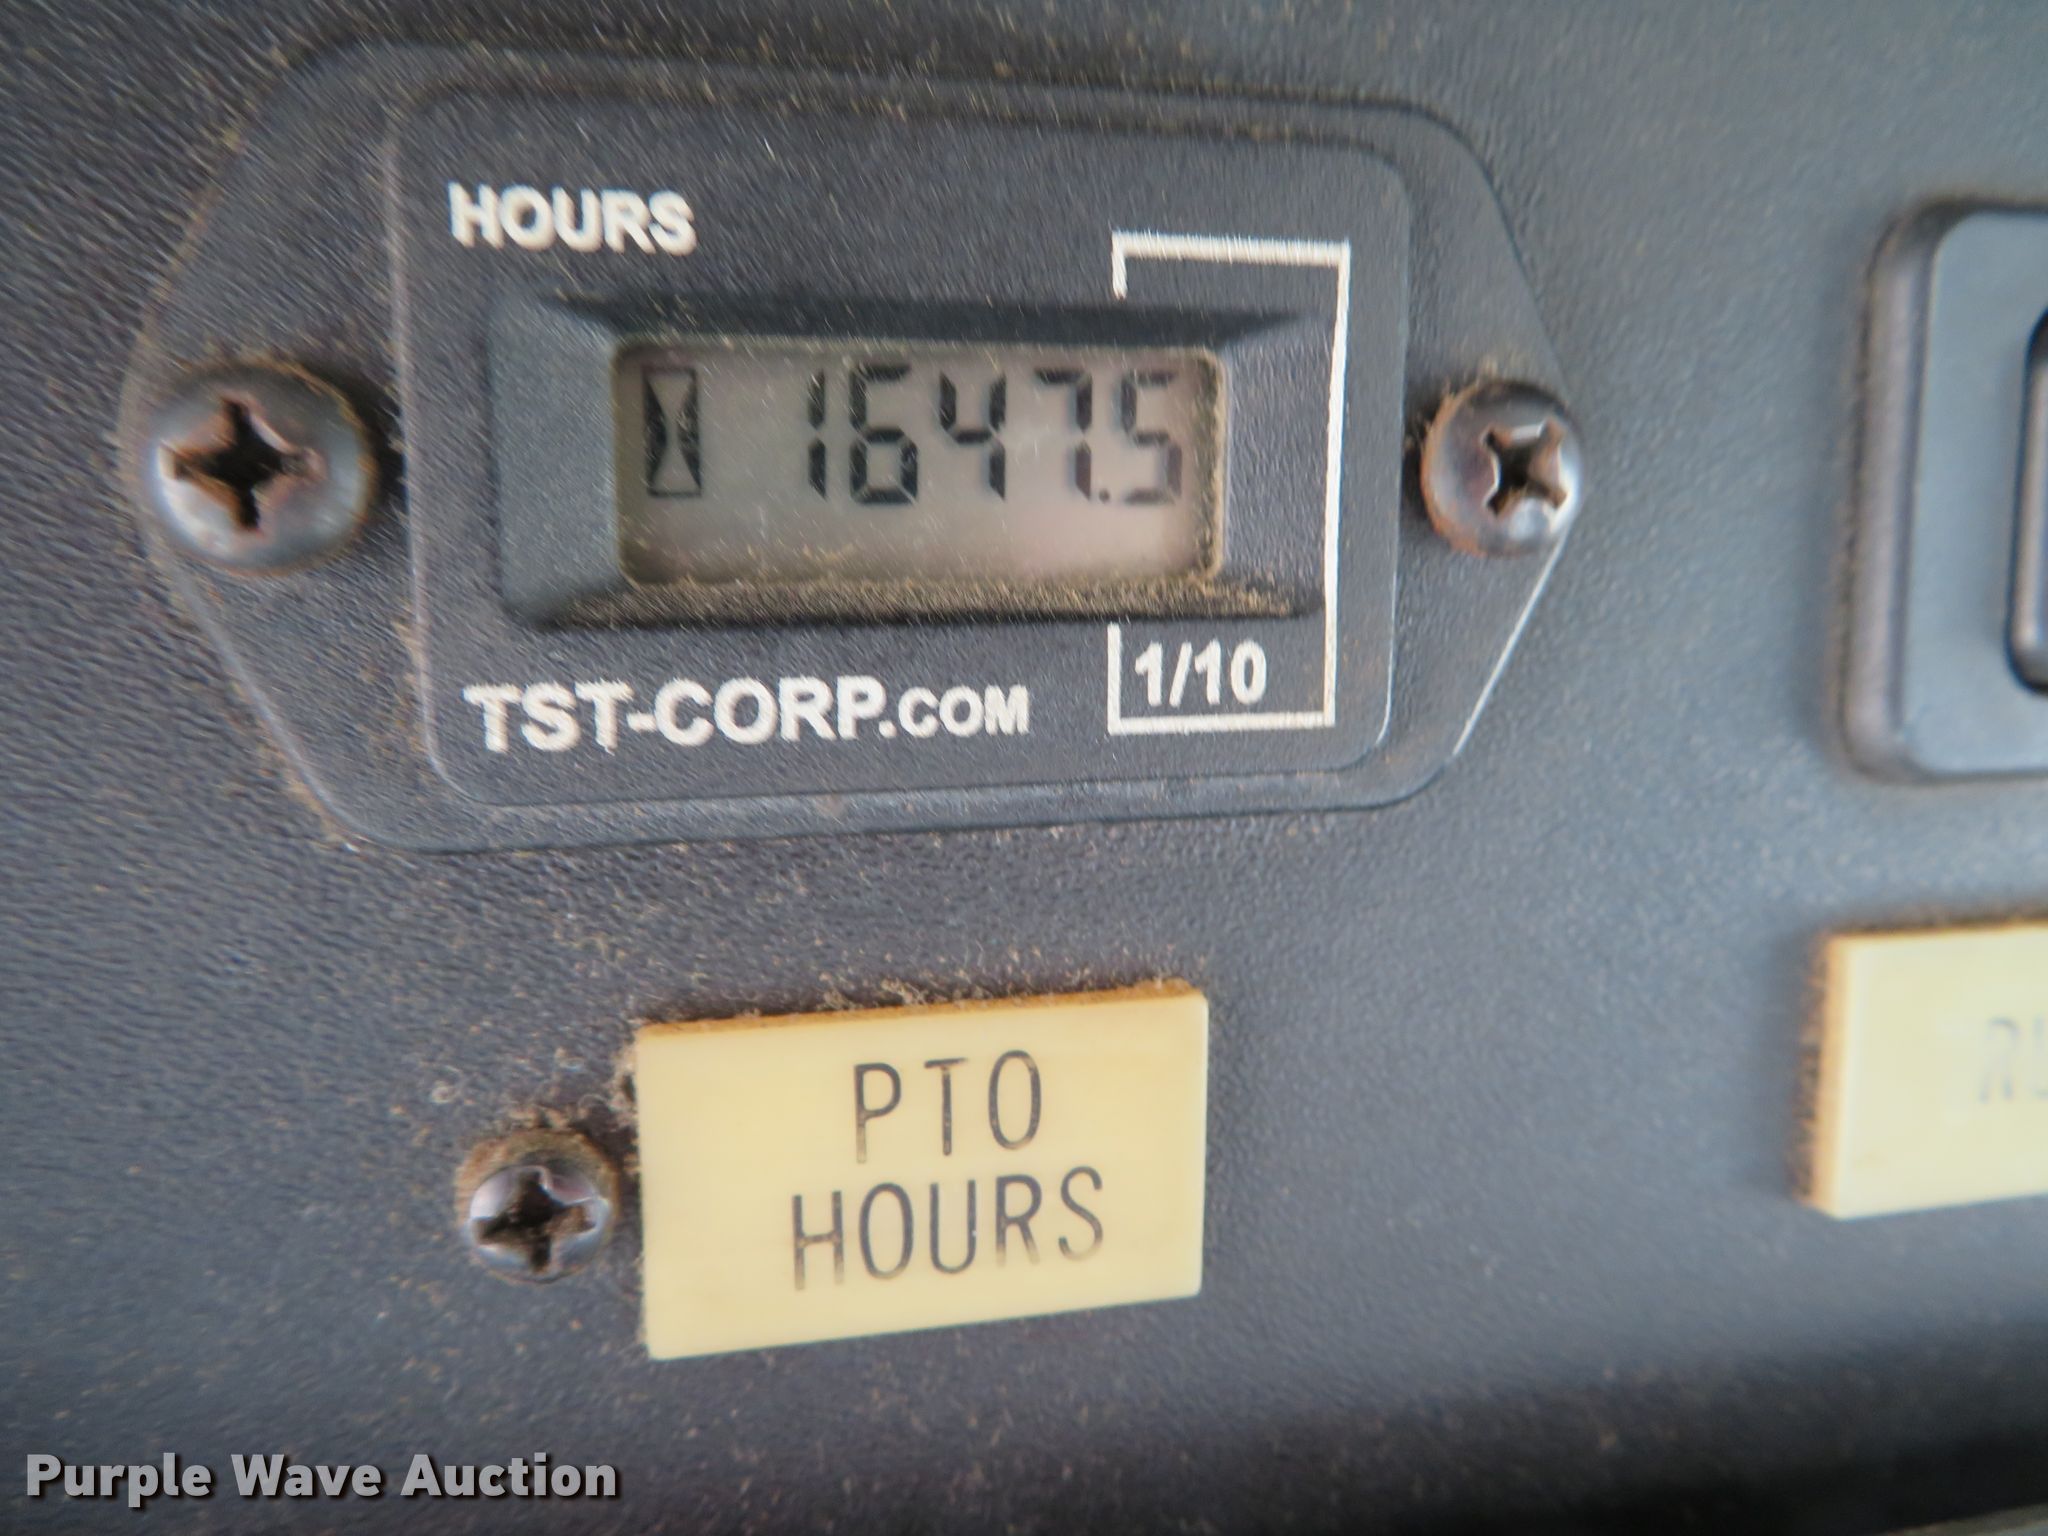 HOURS
1647.5
TST-CORP.COM
1/10
PTO
HOURS
Purple Wave Auction